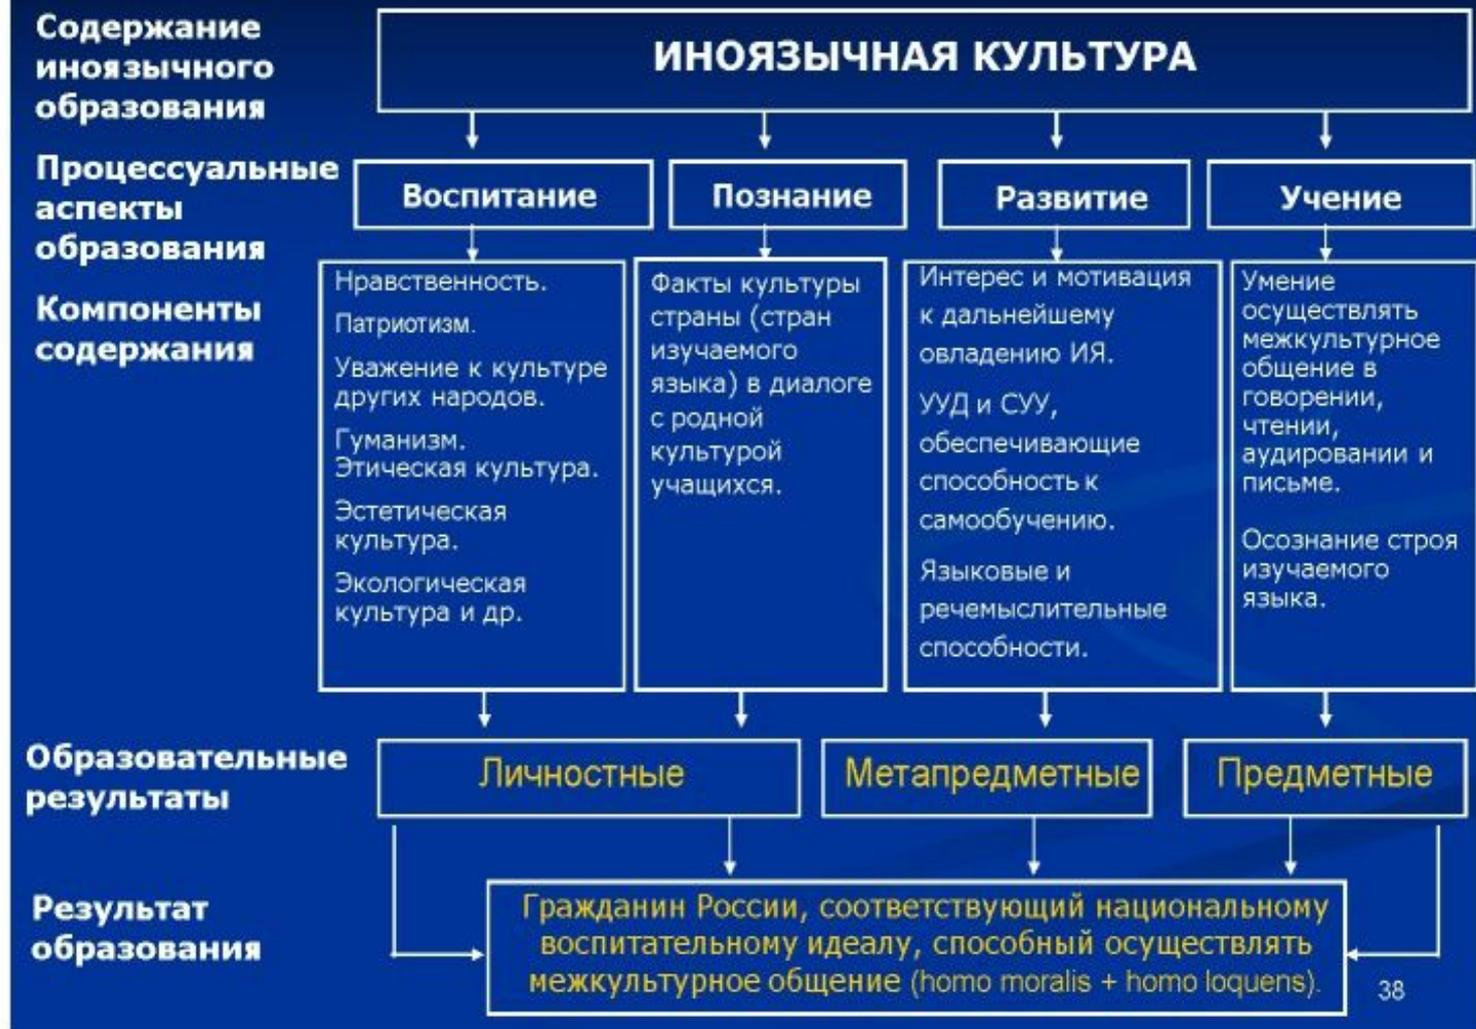 Содержание
иноязычного
образования
ИНОЯЗЫЧНАЯ КУЛЬТУРА
Процессуальные
аспекты
образования
Воспитание
Познание
Развитие
Учение
Компоненты
содержания
Нравственность.
Патриотизм.
Уважение к культуре
других народов.
Гуманизм.
Этическая культура.
Эстетическая
культура.
Экологическая
культура и др.
Факты культуры
страны (стран
изучаемого
языка) в диалоге
с родной
культурой
учащихся.
Интерес и мотивация
к дальнейшему
овладению ИЯ.
УУД и СУУ,
обеспечивающие
способность к
самообучению.
Языковые и
речемыслительные
способности.
Умение
осуществлять
межкультурное
общение в
говорении,
чтении,
аудировании и
письме.
Осознание строя
изучаемого
языка.
Образовательные
результаты
Личностные
Метапредметные
Предметные
Результат
образования
Гражданин России, соответствующий национальному
воспитательному идеалу, способный осуществлять
межкультурное общение (homo moralis + homo loquens).
38